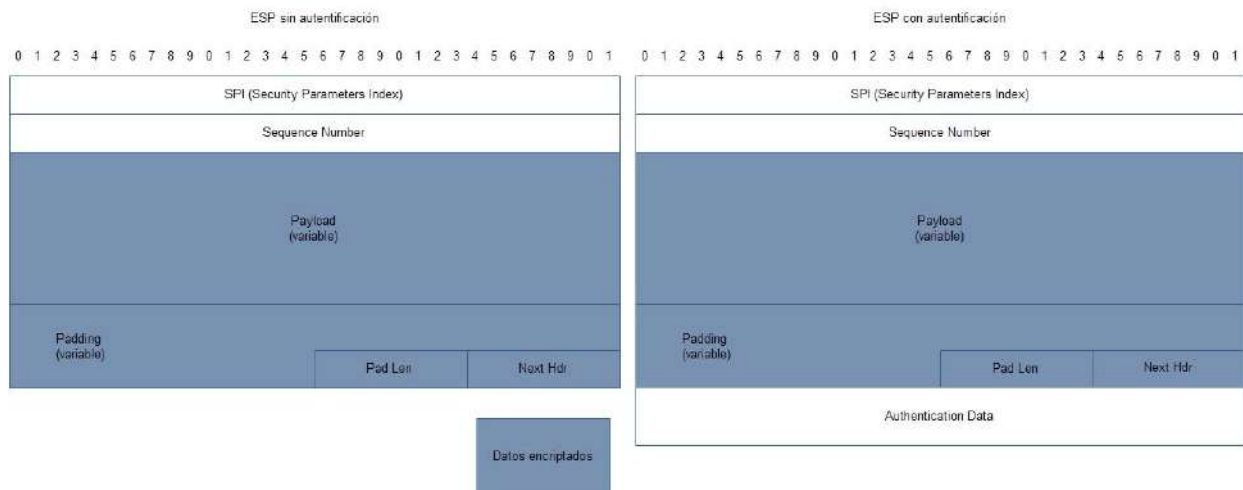 ESP sin autentificación
0 1 2 3 4 5 6 7 8 9 0 1 2 3 4 5 6 7 8 9 0 1 2 3 4 5 6 7 8 9 0 1
SPI (Security Parameters Index)
Sequence Number
Payload
(variable)
Padding
(variable)
Pad Len
Next Hdr
Datos encriptados
ESP con autentificación
0 1 2 3 4 5 6 7 8 9 0 1 2 3 4 5 6 7 8 9 0 1 2 3 4 5 6 7 8 9 0 1
SPI (Security Parameters Index)
Sequence Number
Payload
(variable)
Padding
(variable)
Pad Len
Next Hdr
Authentication Data